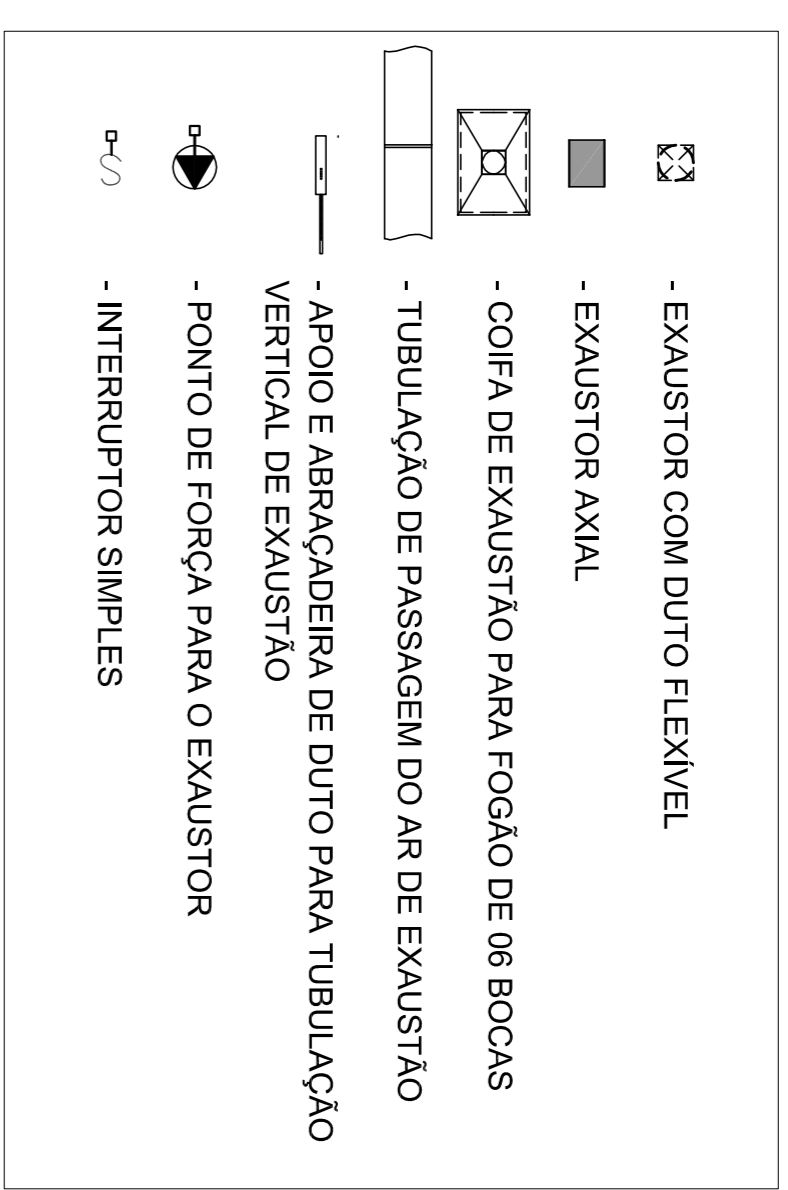 - EXAUSTOR COM DUTO FLEXÍVEL
- EXAUSTOR AXIAL
- COIFA DE EXAUSTÃO PARA FOGÃO DE 06 BOCAS
- TUBULAÇÃO DE PASSAGEM DO AR DE EXAUSTÃO
- APOIO E ABRAÇADEIRA DE DUTO PARA TUBULAÇÃO
VERTICAL DE EXAUSTÃO
- PONTO DE FORÇA PARA O EXAUSTOR
S - INTERRUPTOR SIMPLES